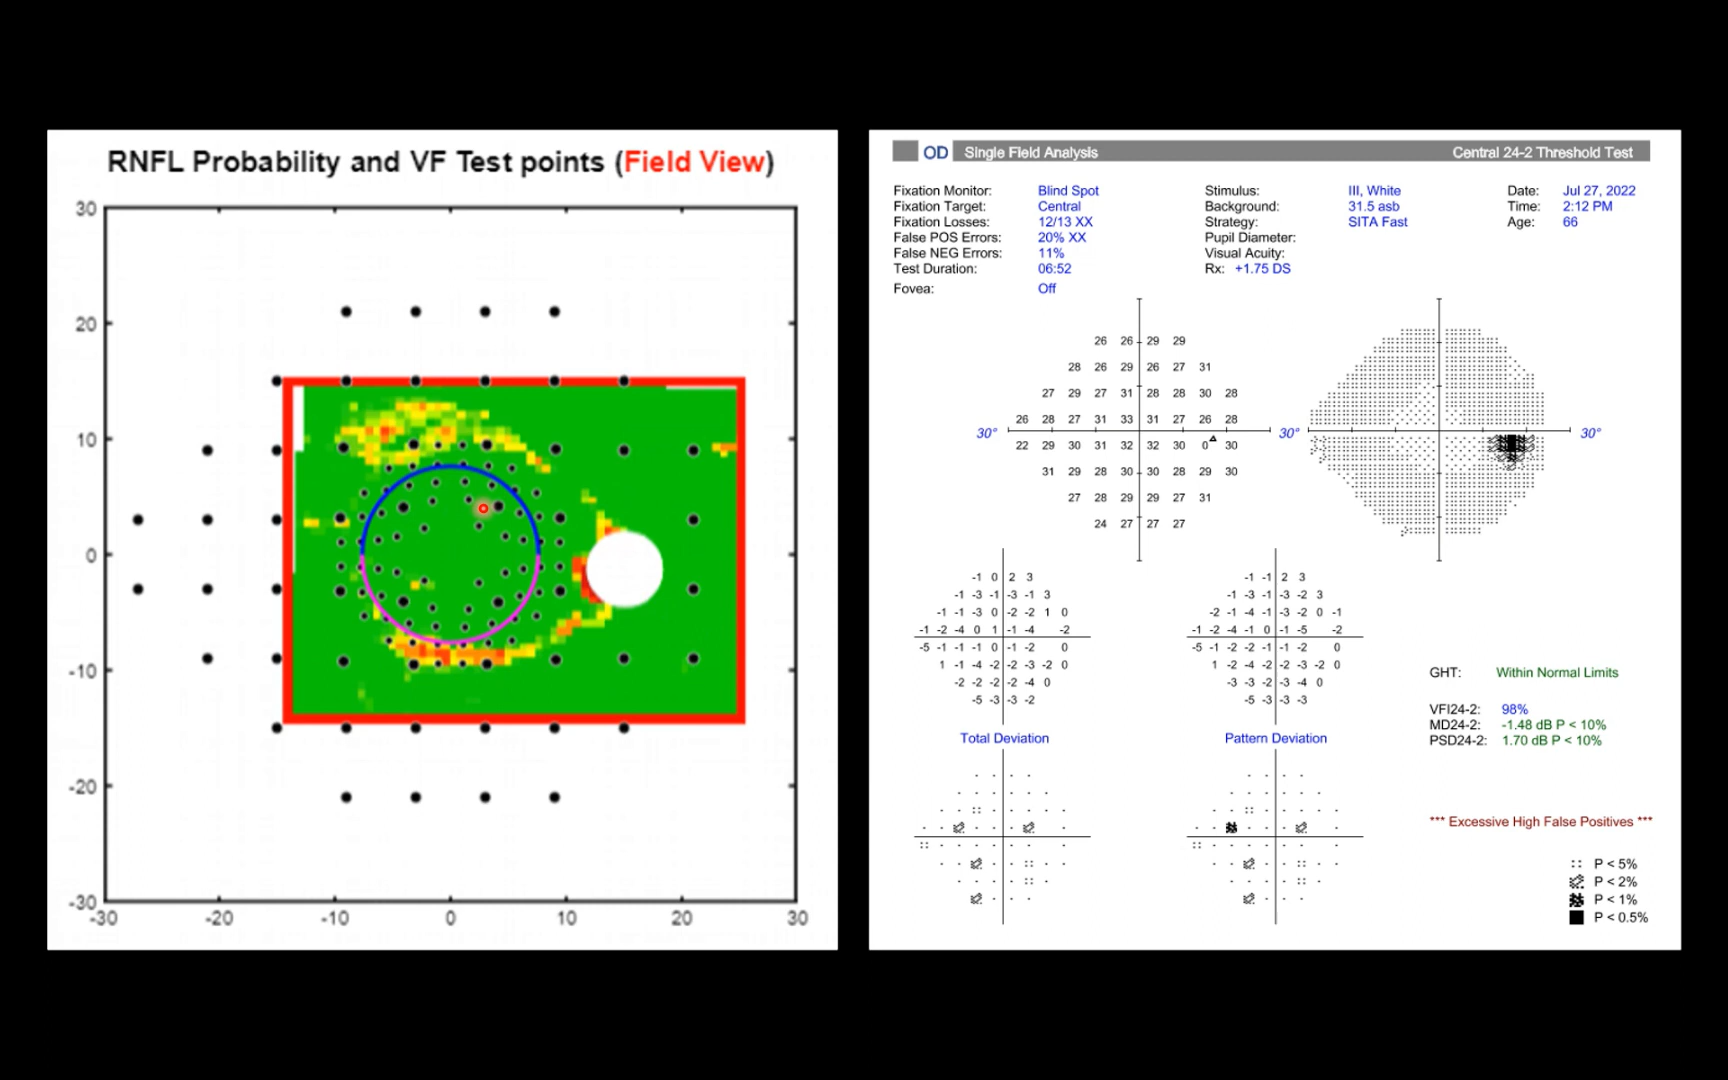 RNFL Probability and VF Test points (Field View)
30
20
10
0
-10
-20
-30
-30 -20 -10 0 10 20 30
OD Single Field Analysis Central 24-2 Threshold Test
Fixation Monitor: Blind Spot Stimulus: III, White Date: Jul 27, 2022
Fixation Target: Central Background: 31.5 asb Time: 2:12 PM
Fixation Losses: 12/13 XX Strategy: SITA Fast Age: 66
False POS Errors: 20% XX Pupil Diameter:
False NEG Errors: 11% Visual Acuity:
Test Duration: 06:52 Rx: +1.75 DS
Fovea: Off
26 26 29 29
28 26 29 26 27 31
27 29 27 31 28 28 30 28
26 28 27 31 33 31 27 26 28
30° 30° 30°
22 29 30 31 32 32 30 0 30
31 29 28 30 30 28 29 30
27 28 29 29 27 31
24 27 27 27
-1 0 2 3 -1 -1 2 3
-1 -3 -1 -3 -1 3 -1 -3 -1 -3 -2 3
-1 -1 -3 0 -2 -2 1 0 -2 -1 -4 -1 -3 -2 0 -1
-1 -2 -4 0 1 -1 -4 -2 -1 -2 -4 -1 0 -1 -5 -2
-5 -1 -1 -1 0 -1 -2 0 -5 -1 -2 -2 -1 -1 -2 0
1 -1 -4 -2 -2 -3 -2 0 1 -2 -4 -2 -2 -3 -2 0
-2 -2 -2 -2 -4 0 -3 -3 -2 -3 -4 0
-5 -3 -3 -2 -5 -3 -3 -3
GHT: Within Normal Limits
VFI24-2: 98%
MD24-2: -1.48 dB P < 10%
PSD24-2: 1.70 dB P < 10%
Total Deviation Pattern Deviation
*** Excessive High False Positives ***
P < 5%
P < 2%
P < 1%
P < 0.5%